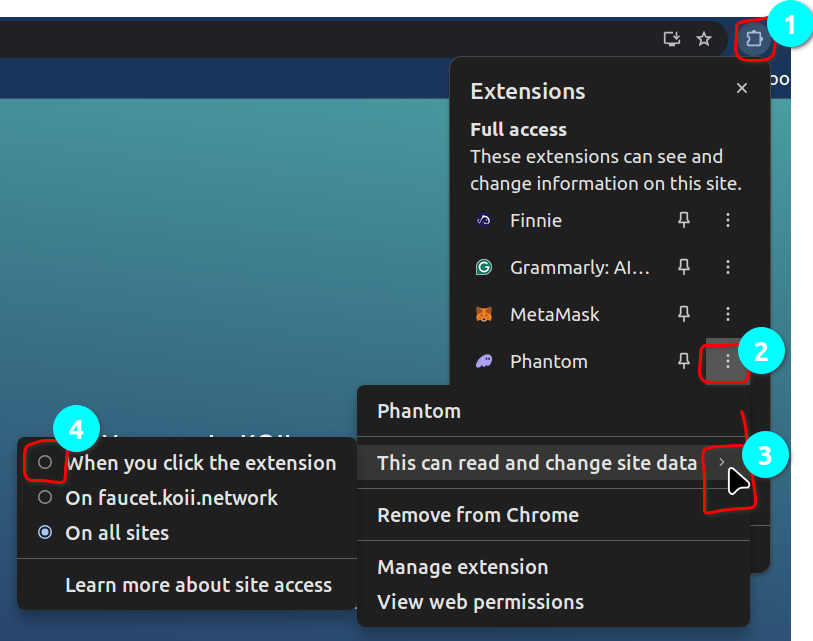 1
oo
Extensions
Full access
These extensions can see and
change information on this site.
Finnie
Grammarly: AI...
MetaMask
2
Phantom
Phantom
4
3
When you click the extension
This can read and change site data
On faucet.koii.network
Remove from Chrome
On all sites
Manage extension
Learn more about site access
View web permissions